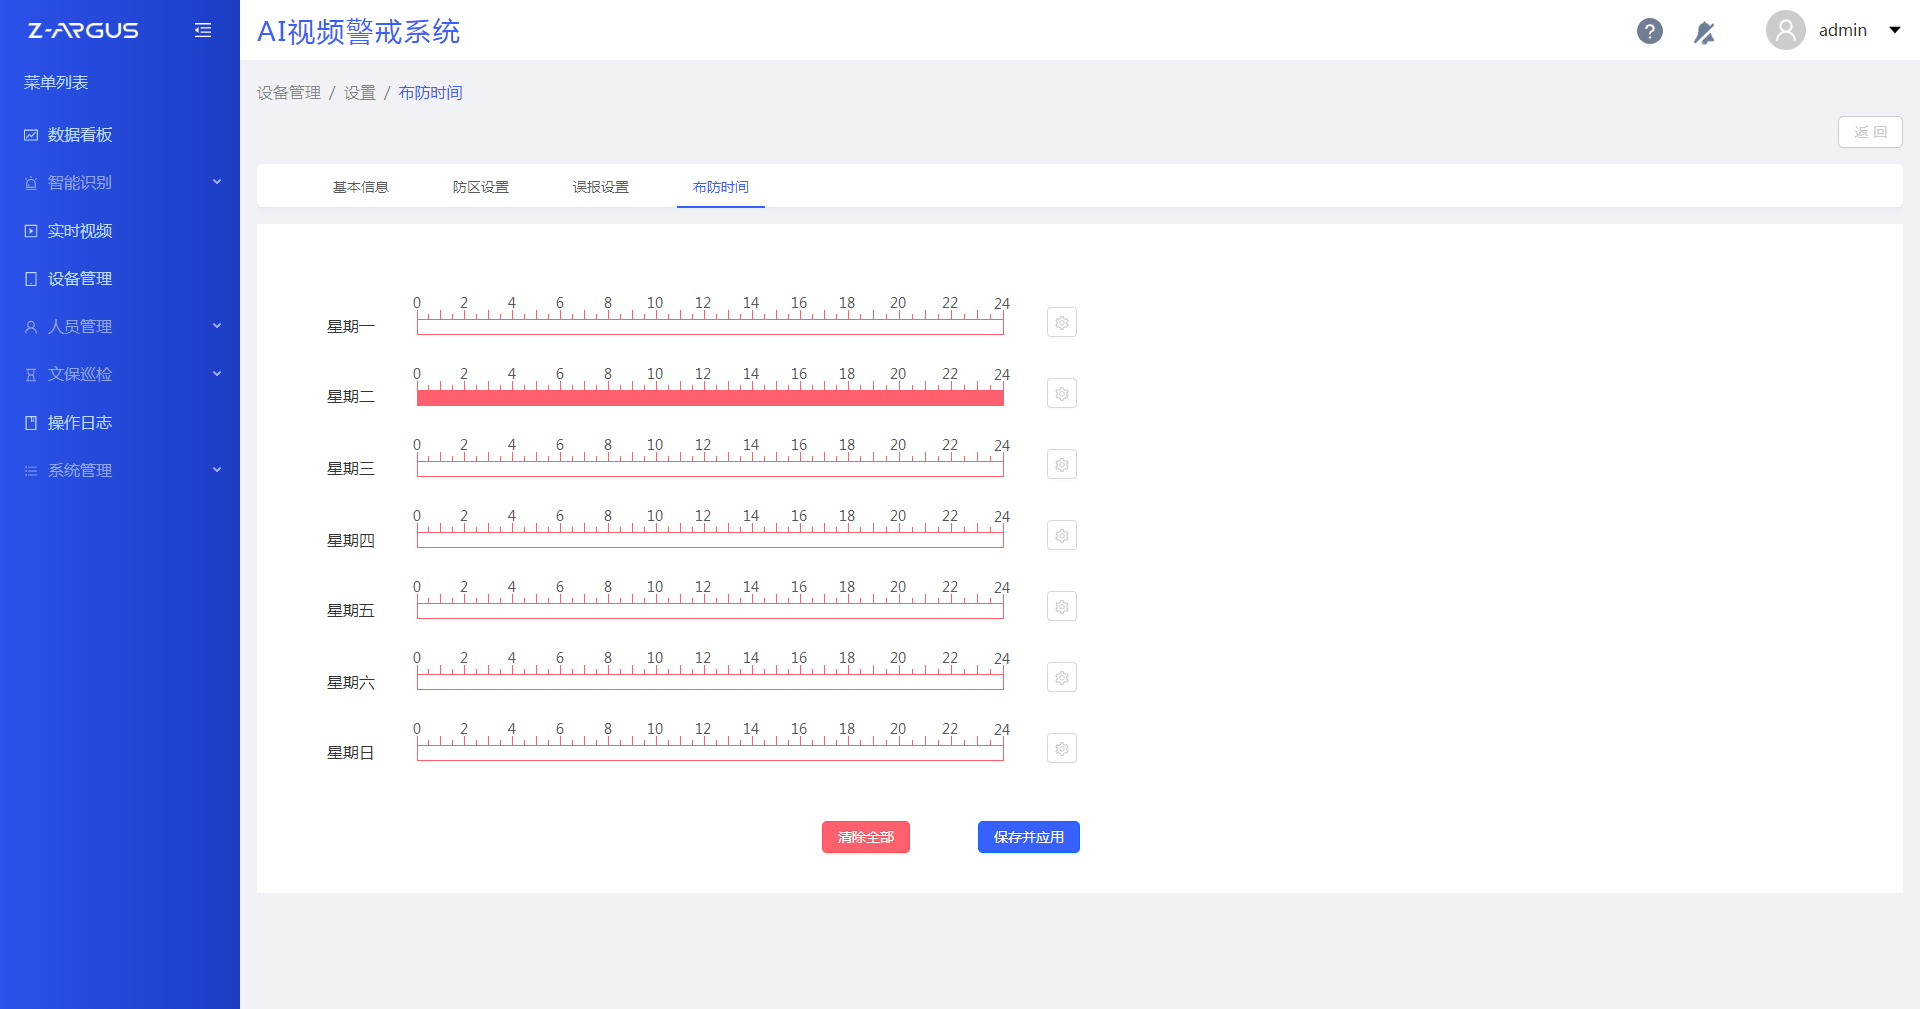 Z-ARGUS
菜单列表
数据看板
智能识别
实时视频
设备管理
人员管理
文保巡检
操作日志
系统管理
AI视频警戒系统
?
admin
设备管理 / 设置 / 布防时间
返 回
基本信息 防区设置 误报设置 布防时间
0 2 4 6 8 10 12 14 16 18 20 22 24
星期一
0 2 4 6 8 10 12 14 16 18 20 22 24
星期二
0 2 4 6 8 10 12 14 16 18 20 22 24
星期三
0 2 4 6 8 10 12 14 16 18 20 22 24
星期四
0 2 4 6 8 10 12 14 16 18 20 22 24
星期五
0 2 4 6 8 10 12 14 16 18 20 22 24
星期六
0 2 4 6 8 10 12 14 16 18 20 22 24
星期日
清除全部 保存并应用